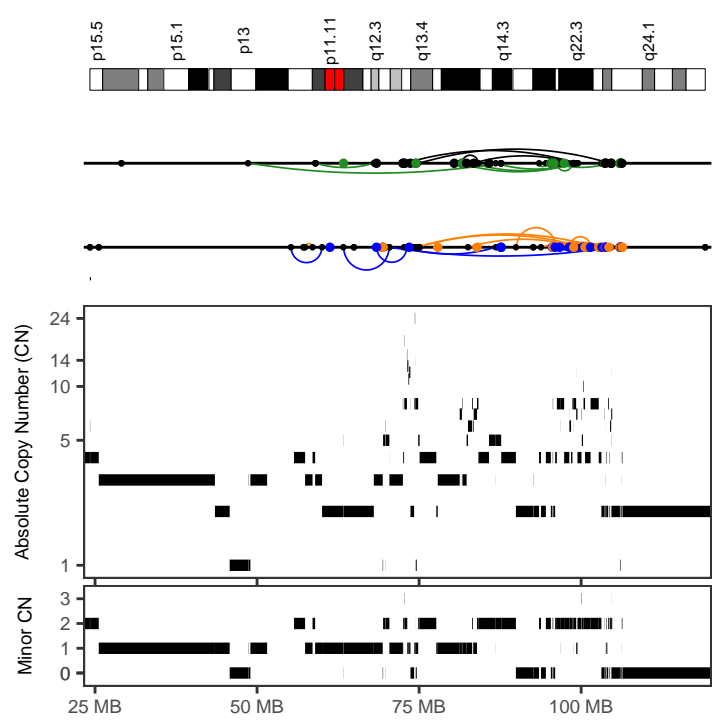 p15.5 p15.1 p13 p11.11 q12.3 q13.4 q14.3 q22.3 q24.1
Absolute Copy Number (CN)
24
14
10
5
1
Minor CN
3
2
1
0
25 MB 50 MB 75 MB 100 MB